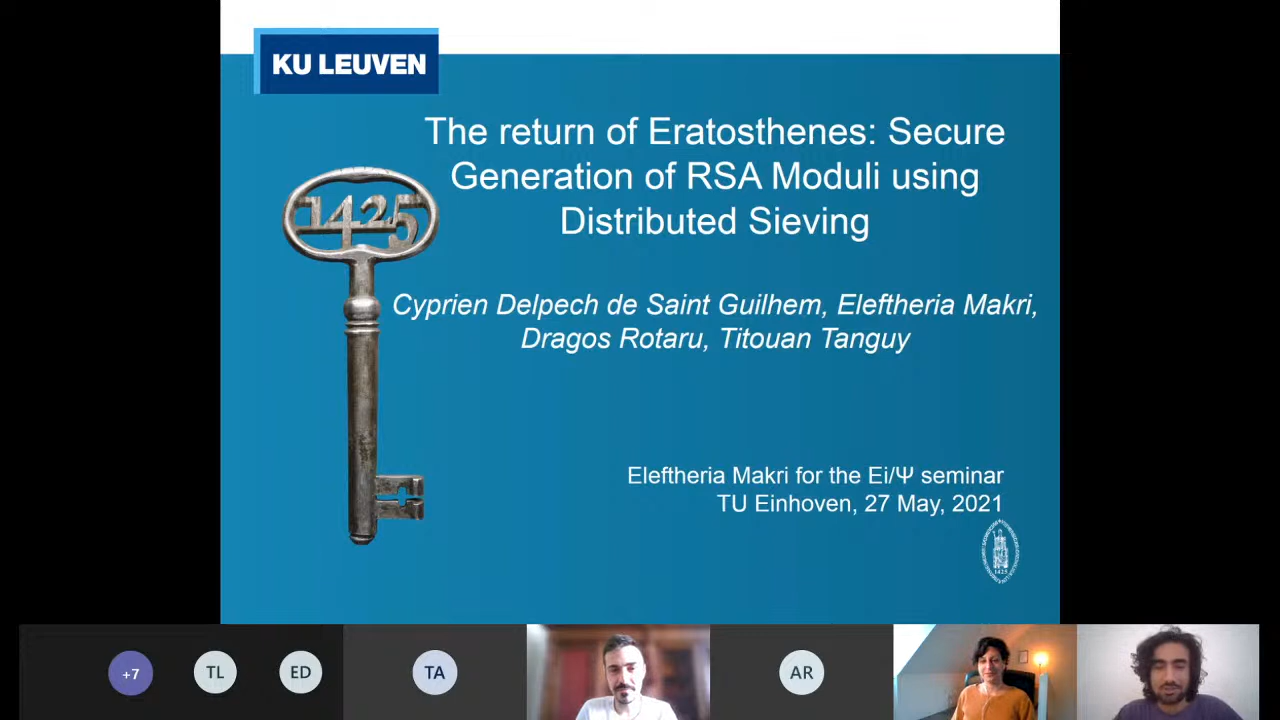 KU LEUVEN
The return of Eratosthenes: Secure
Generation of RSA Moduli using
Distributed Sieving
1425
Cyprien Delpech de Saint Guilhem, Eleftheria Makri,
Dragos Rotaru, Titouan Tanguy
Eleftheria Makri for the Ei/Ψ seminar
TU Einhoven, 27 May, 2021
+7
TL
ED
TA
AR